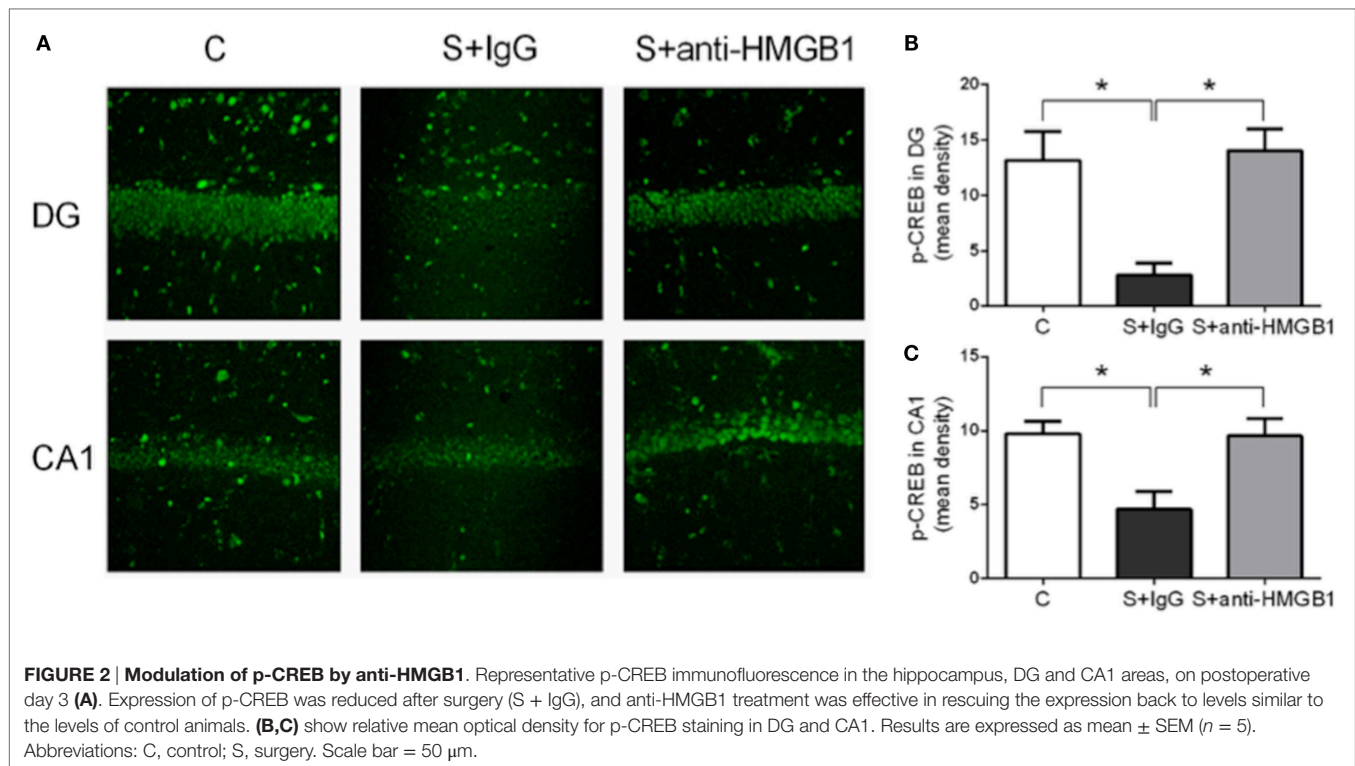 A
C
S+IgG
S+anti-HMGB1
DG
CA1
B
p-CREB in DG
(mean density)
20
15
10
5
0
*
*
C
S+IgG
S+anti-HMGB1
C
p-CREB in CA1
(mean density)
15
10
5
0
*
*
C
S+IgG
S+anti-HMGB1
FIGURE 2 | Modulation of p-CREB by anti-HMGB1. Representative p-CREB immunofluorescence in the hippocampus, DG and CA1 areas, on postoperative
day 3 (A). Expression of p-CREB was reduced after surgery (S + IgG), and anti-HMGB1 treatment was effective in rescuing the expression back to levels similar to
the levels of control animals. (B,C) show relative mean optical density for p-CREB staining in DG and CA1. Results are expressed as mean ± SEM (n = 5).
Abbreviations: C, control; S, surgery. Scale bar = 50 μm.